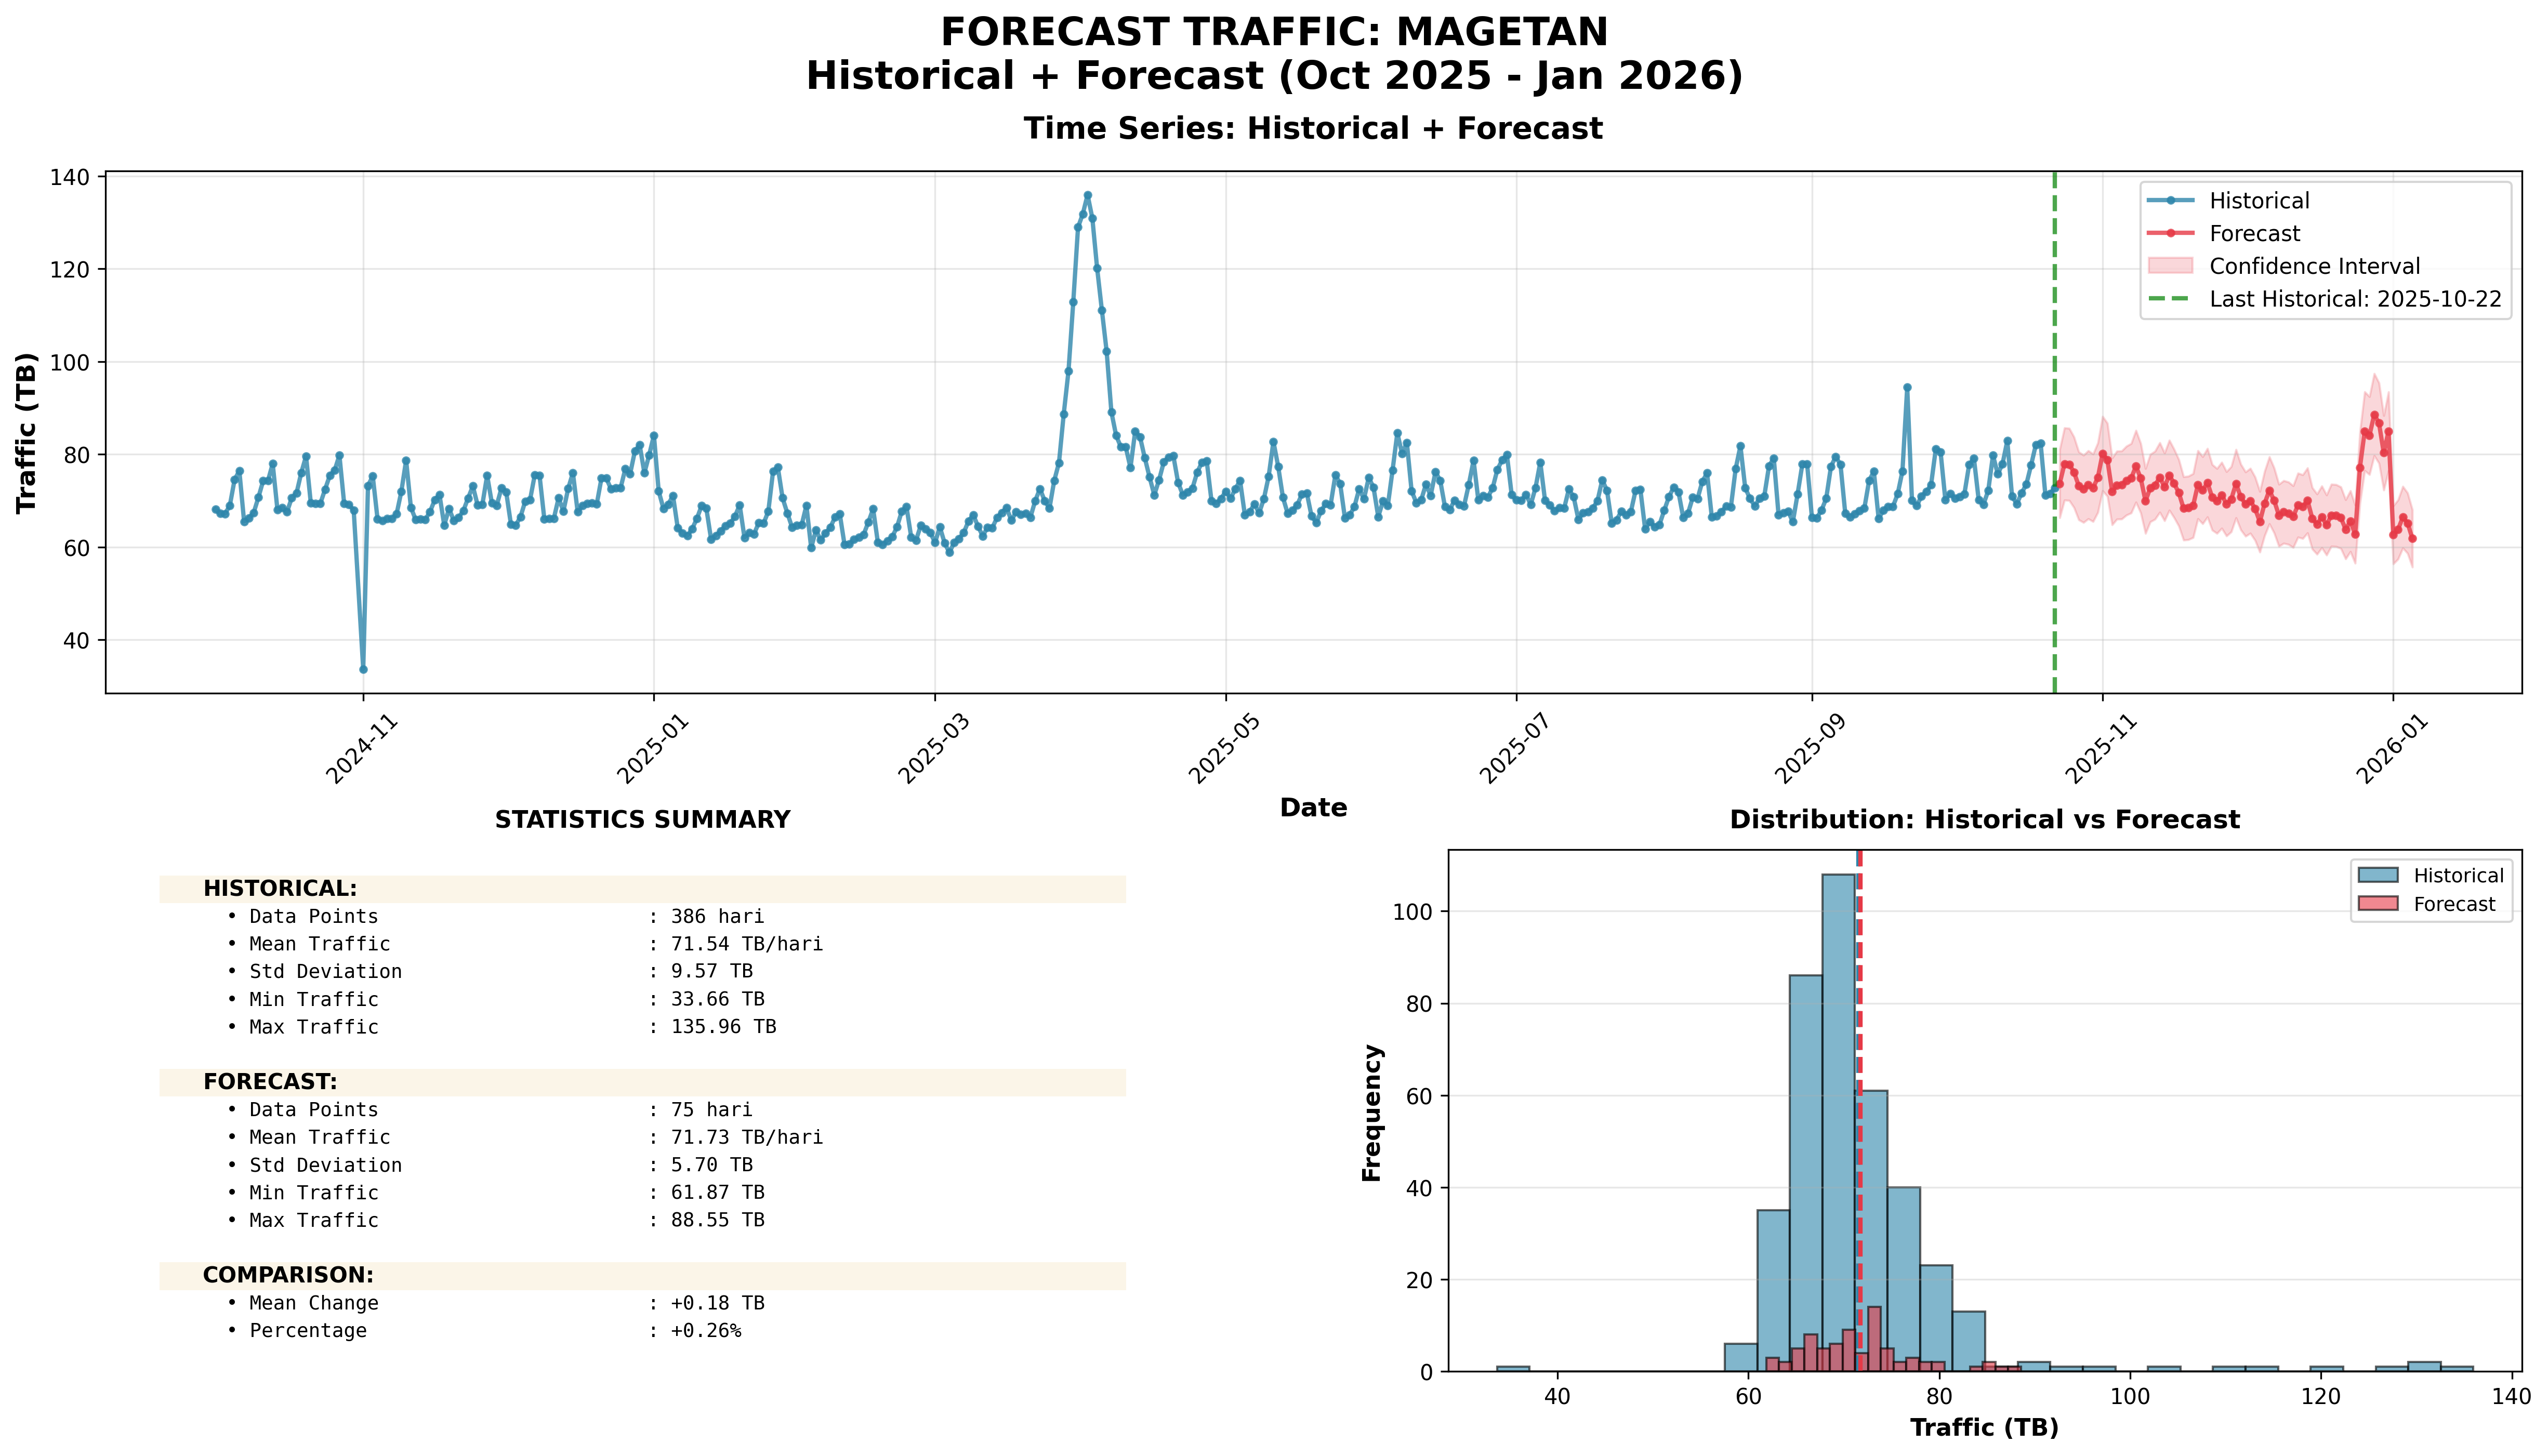 FORECAST TRAFFIC: MAGETAN
Historical + Forecast (Oct 2025 - Jan 2026)
Time Series: Historical + Forecast
Traffic (TB)
140
120
100
80
60
40
Historical
Forecast
Confidence Interval
Last Historical: 2025-10-22
2024-11
2025-01
2025-03
2025-05
2025-07
2025-09
2025-11
2026-01
Date
STATISTICS SUMMARY
HISTORICAL:
• Data Points : 386 hari
• Mean Traffic : 71.54 TB/hari
• Std Deviation : 9.57 TB
• Min Traffic : 33.66 TB
• Max Traffic : 135.96 TB
FORECAST:
• Data Points : 75 hari
• Mean Traffic : 71.73 TB/hari
• Std Deviation : 5.70 TB
• Min Traffic : 61.87 TB
• Max Traffic : 88.55 TB
COMPARISON:
• Mean Change : +0.18 TB
• Percentage : +0.26%
Distribution: Historical vs Forecast
Frequency
100
80
60
40
20
0
Historical
Forecast
40
60
80
100
120
140
Traffic (TB)